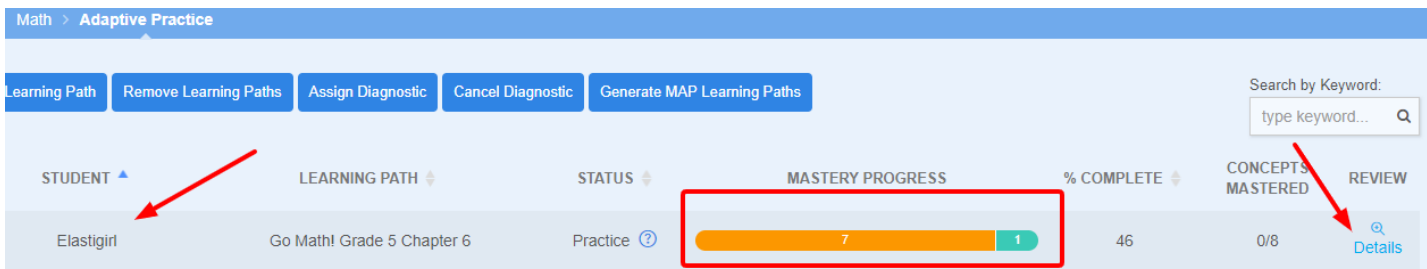 Math > Adaptive Practice
Learning Path Remove Learning Paths Assign Diagnostic Cancel Diagnostic Generate MAP Learning Paths
Search by Keyword:
type keyword...
STUDENT LEARNING PATH STATUS MASTERY PROGRESS % COMPLETE CONCEPTS MASTERED REVIEW
Elastigirl Go Math! Grade 5 Chapter 6 Practice ? 7 1 46 0/8 Details